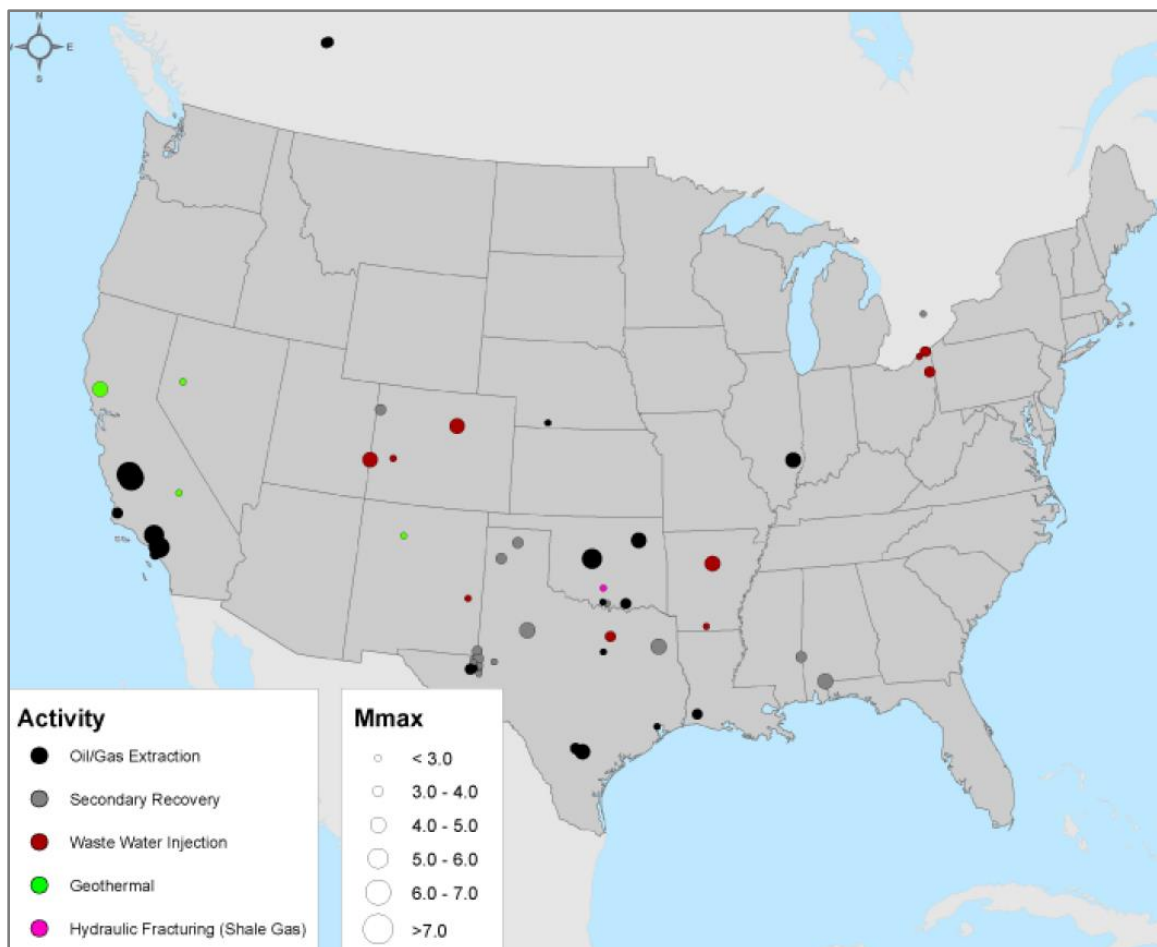 N
E
S
Activity
Oil/Gas Extraction
Secondary Recovery
Waste Water Injection
Geothermal
Hydraulic Fracturing (Shale Gas)
Mmax
< 3.0
3.0 - 4.0
4.0 - 5.0
5.0 - 6.0
6.0 - 7.0
>7.0